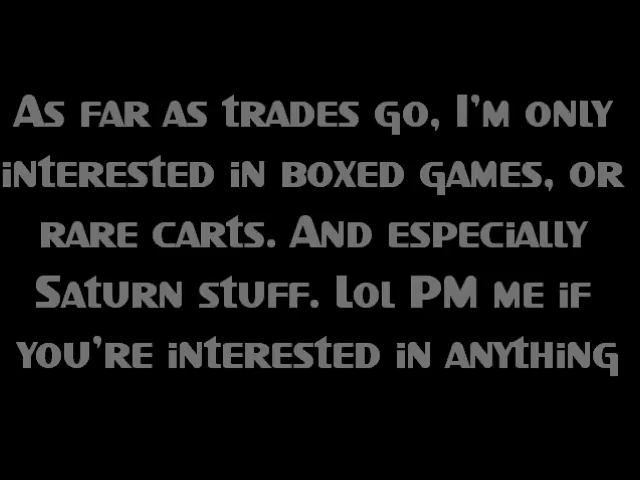 As far as trades go, I'm only
interested in boxed games, or
rare carts. And especially
Saturn stuff. Lol PM me if
you're interested in anything